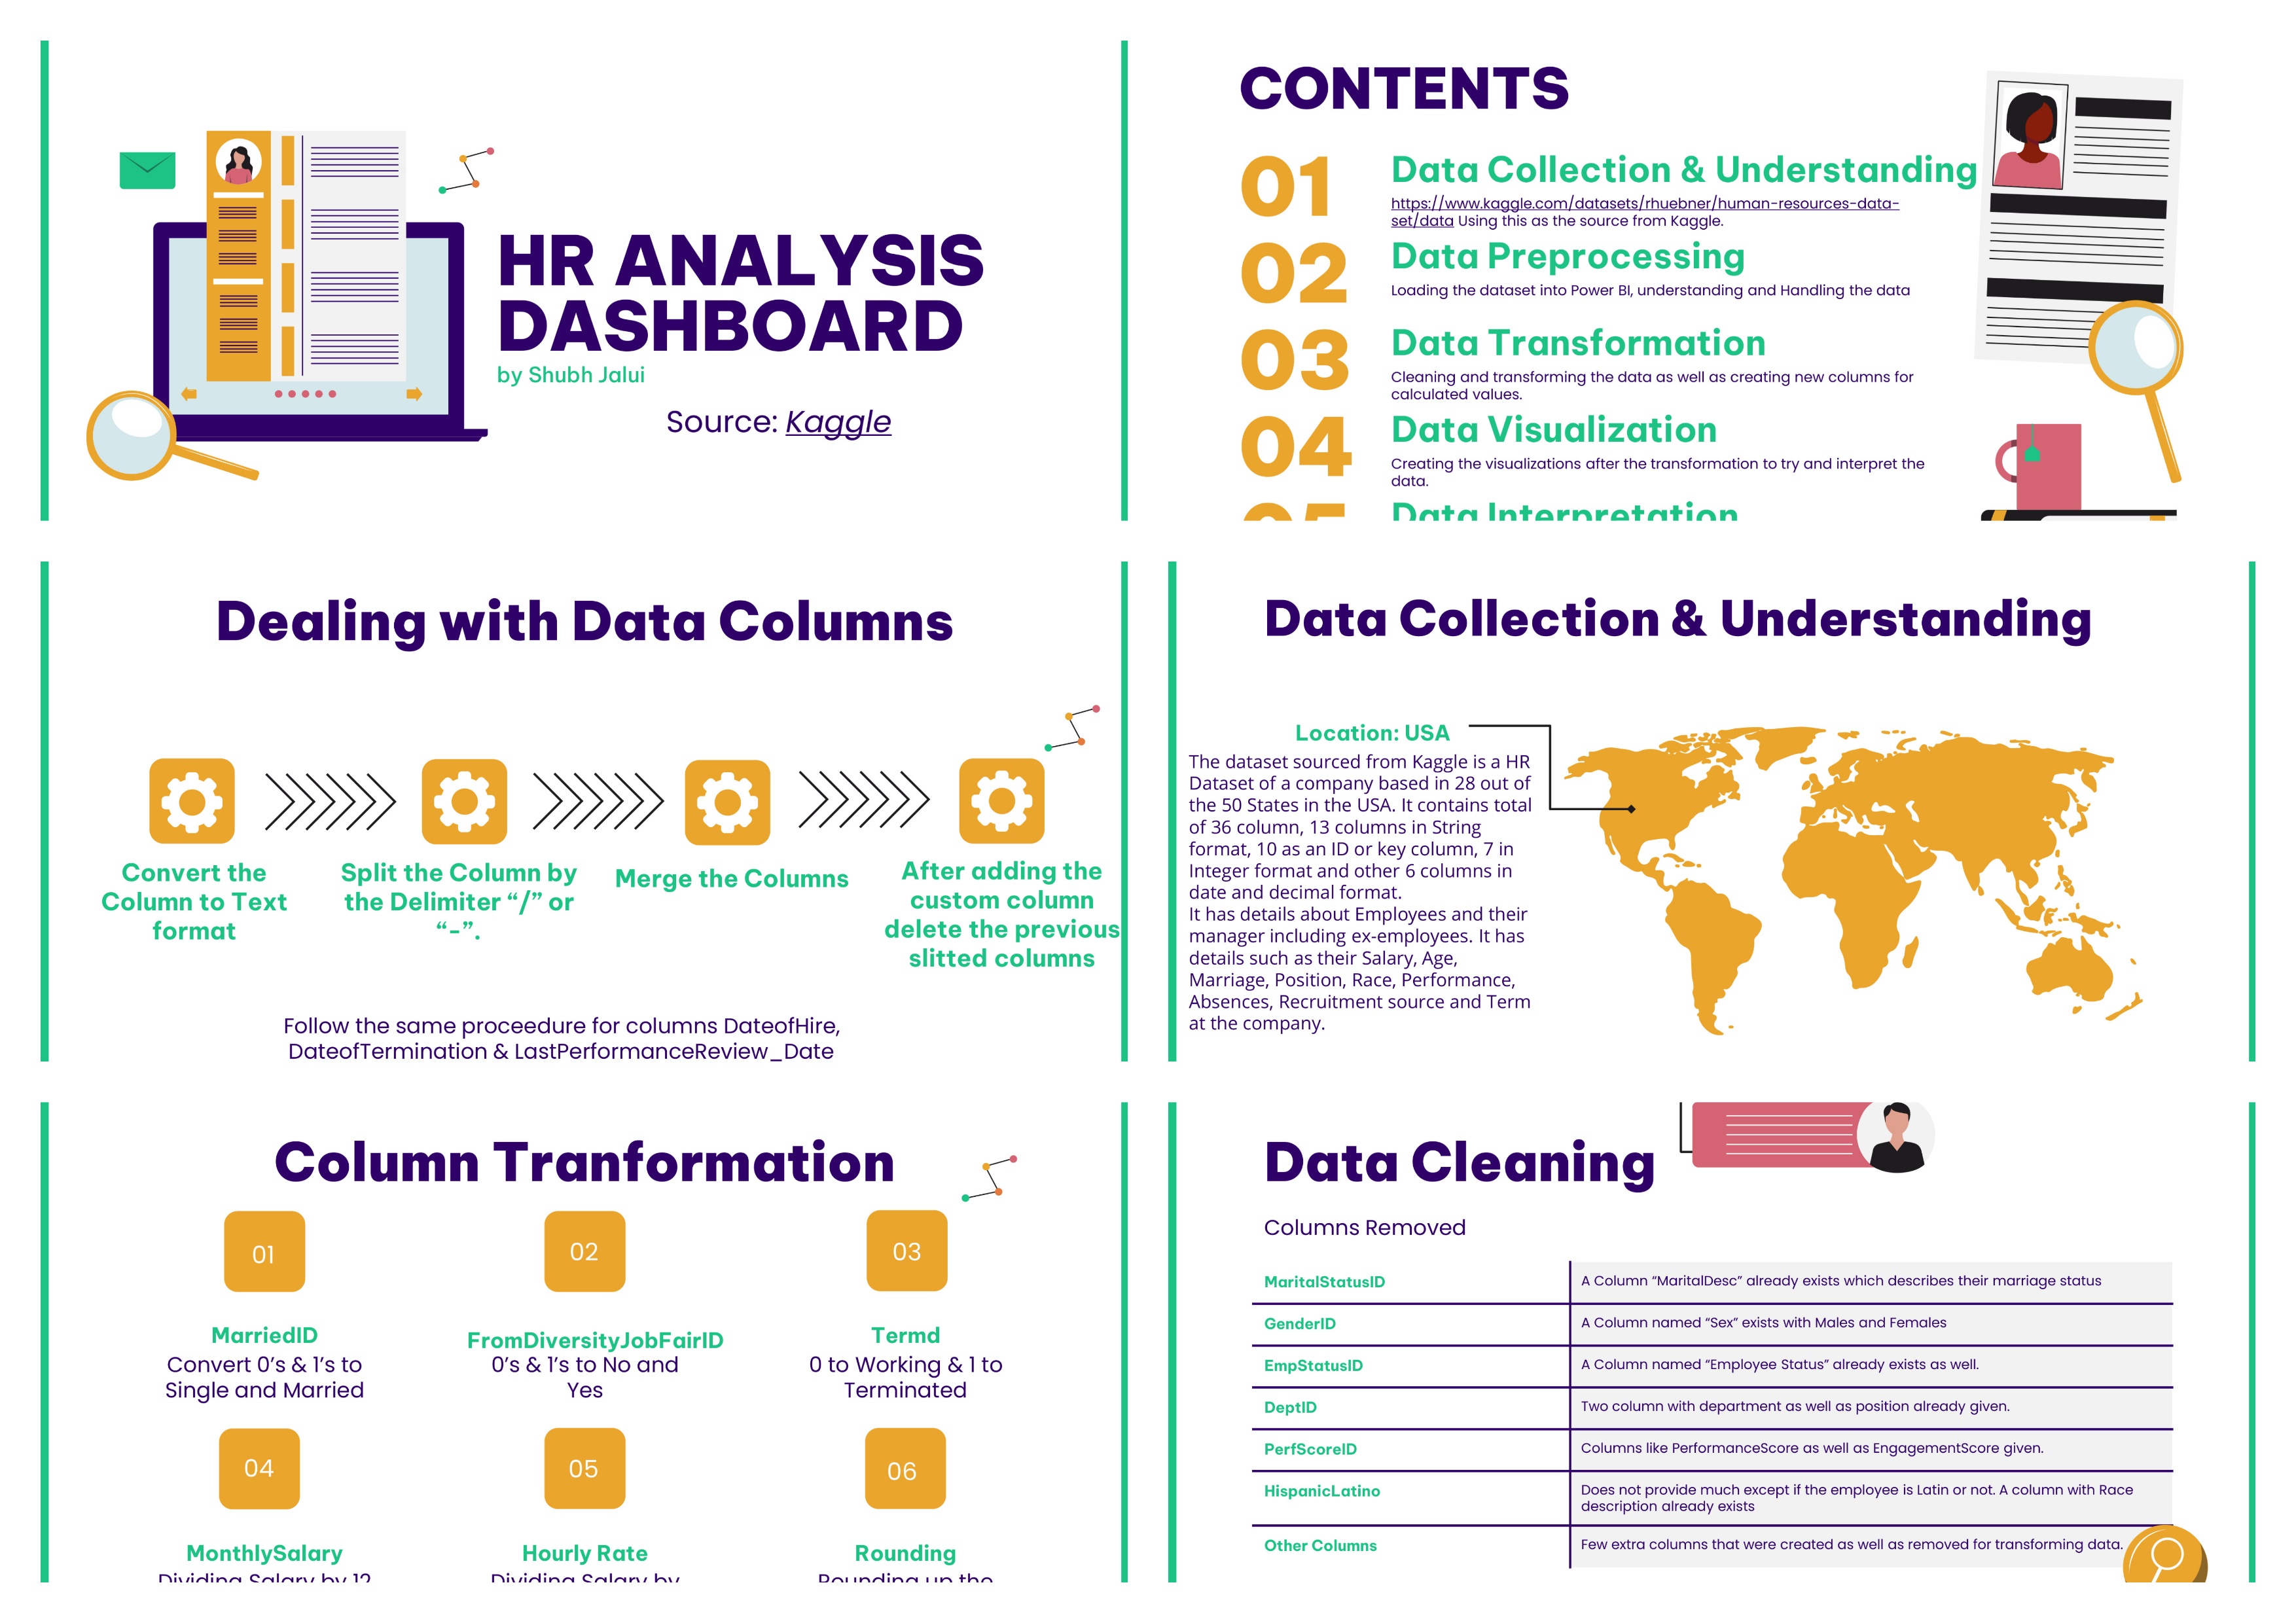 HR ANALYSIS
DASHBOARD
by Shubh Jalui
Source: Kaggle
CONTENTS
01
Data Collection & Understanding
https://www.kaggle.com/datasets/rhuebner/human-resources-data-
set/data Using this as the source from Kaggle.
02
Data Preprocessing
Loading the dataset into Power BI, understanding and Handling the data
03
Data Transformation
Cleaning and transforming the data as well as creating new columns for
calculated values.
04
Data Visualization
Creating the visualizations after the transformation to try and interpret the
data.
05
Data Interpretation
Dealing with Data Columns
Convert the
Column to Text
format
Split the Column by
the Delimiter “/” or
“-”.
Merge the Columns
After adding the
custom column
delete the previous
slitted columns
Follow the same proceedure for columns DateofHire,
DateofTermination & LastPerformanceReview_Date
Data Collection & Understanding
Location: USA
The dataset sourced from Kaggle is a HR
Dataset of a company based in 28 out of
the 50 States in the USA. It contains total
of 36 column, 13 columns in String
format, 10 as an ID or key column, 7 in
Integer format and other 6 columns in
date and decimal format.
It has details about Employees and their
manager including ex-employees. It has
details such as their Salary, Age,
Marriage, Position, Race, Performance,
Absences, Recruitment source and Term
at the company.
Column Tranformation
01
MarriedID
Convert 0’s & 1’s to
Single and Married
02
FromDiversityJobFairID
0’s & 1’s to No and
Yes
03
Termd
0 to Working & 1 to
Terminated
04
MonthlySalary
Dividing Salary by 12
05
Hourly Rate
Dividing Salary by
06
Rounding
Rounding up the
Data Cleaning
Columns Removed
MaritalStatusID
A Column “MaritalDesc” already exists which describes their marriage status
GenderID
A Column named “Sex” exists with Males and Females
EmpStatusID
A Column named “Employee Status” already exists as well.
DeptID
Two column with department as well as position already given.
PerfScoreID
Columns like PerformanceScore as well as EngagementScore given.
HispanicLatino
Does not provide much except if the employee is Latin or not. A column with Race
description already exists
Other Columns
Few extra columns that were created as well as removed for transforming data.